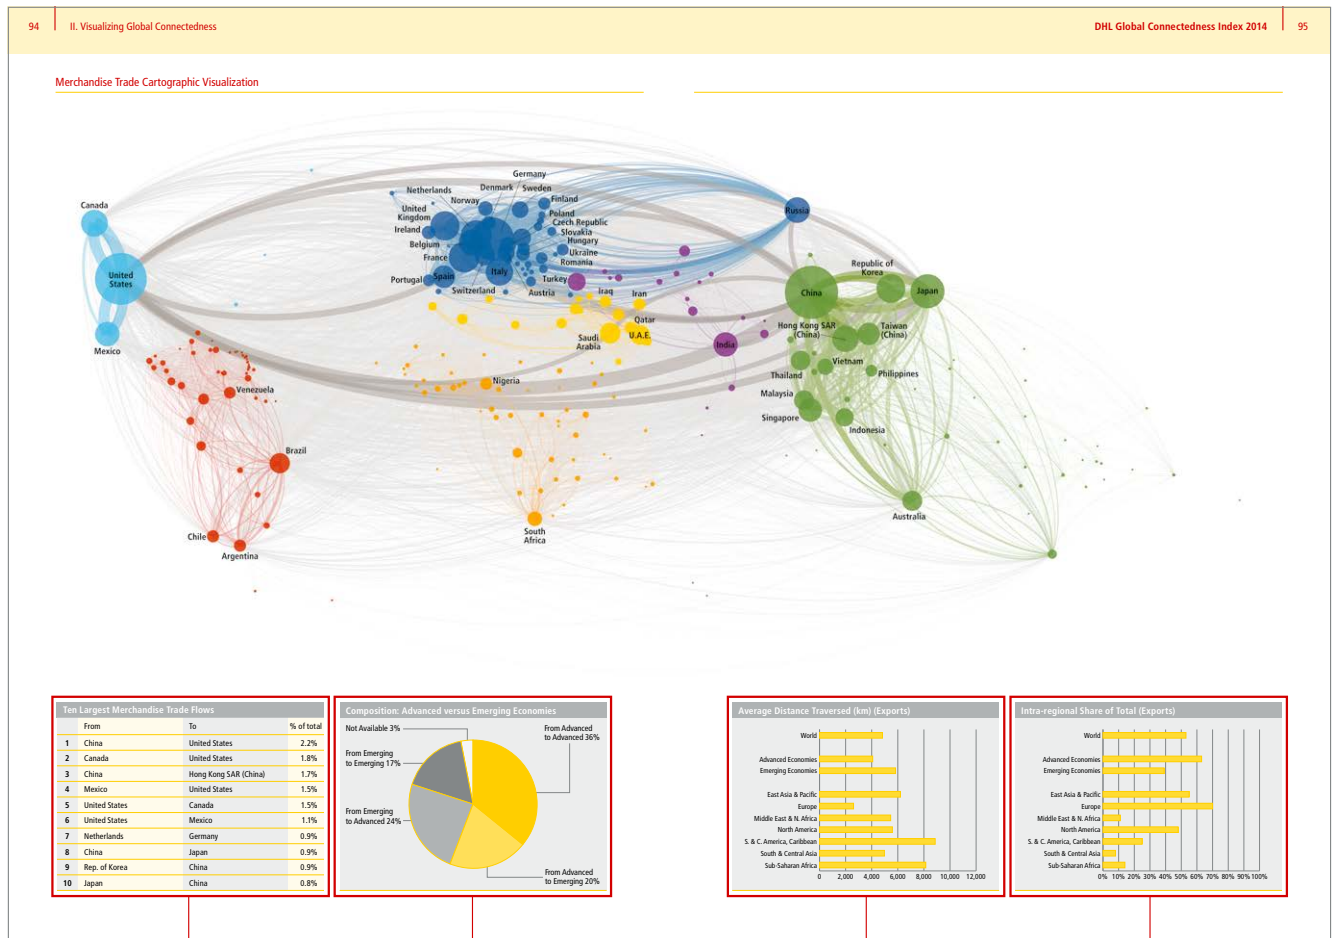 94
II. Visualizing Global Connectedness
DHL Global Connectedness Index 2014
95
Merchandise Trade Cartographic Visualization
Canada
United
States
Mexico
Venezuela
Brazil
Chile
Argentina
Germany
Netherlands
Denmark
Sweden
Norway
Finland
United
Kingdom
Poland
Czech Republic
Ireland
Slovakia
Belgium
Hungary
France
Ukraine
Romania
Portugal
Spain
Italy
Turkey
Switzerland
Austria
Iraq
Iran
Qatar
Saudi
Arabia
U.A.E.
Nigeria
South
Africa
Russia
India
China
Republic of
Korea
Japan
Hong Kong SAR
(China)
Taiwan
(China)
Vietnam
Thailand
Philippines
Malaysia
Singapore
Indonesia
Australia
Ten Largest Merchandise Trade Flows
From To % of total
1 China United States 2.2%
2 Canada United States 1.8%
3 China Hong Kong SAR (China) 1.7%
4 Mexico United States 1.5%
5 United States Canada 1.5%
6 United States Mexico 1.1%
7 Netherlands Germany 0.9%
8 China Japan 0.9%
9 Rep. of Korea China 0.9%
10 Japan China 0.8%
Composition: Advanced versus Emerging Economies
Not Available 3%
From Advanced
to Advanced 36%
From Emerging
to Emerging 17%
From Emerging
to Advanced 24%
From Advanced
to Emerging 20%
Average Distance Traversed (km) (Exports)
World
Advanced Economies
Emerging Economies
East Asia & Pacific
Europe
Middle East & N. Africa
North America
S. & C. America, Caribbean
South & Central Asia
Sub-Saharan Africa
0 2,000 4,000 6,000 8,000 10,000 12,000
Intra-regional Share of Total (Exports)
World
Advanced Economies
Emerging Economies
East Asia & Pacific
Europe
Middle East & N. Africa
North America
S. & C. America, Caribbean
South & Central Asia
Sub-Saharan Africa
0% 10% 20% 30% 40% 50% 60% 70% 80% 90% 100%